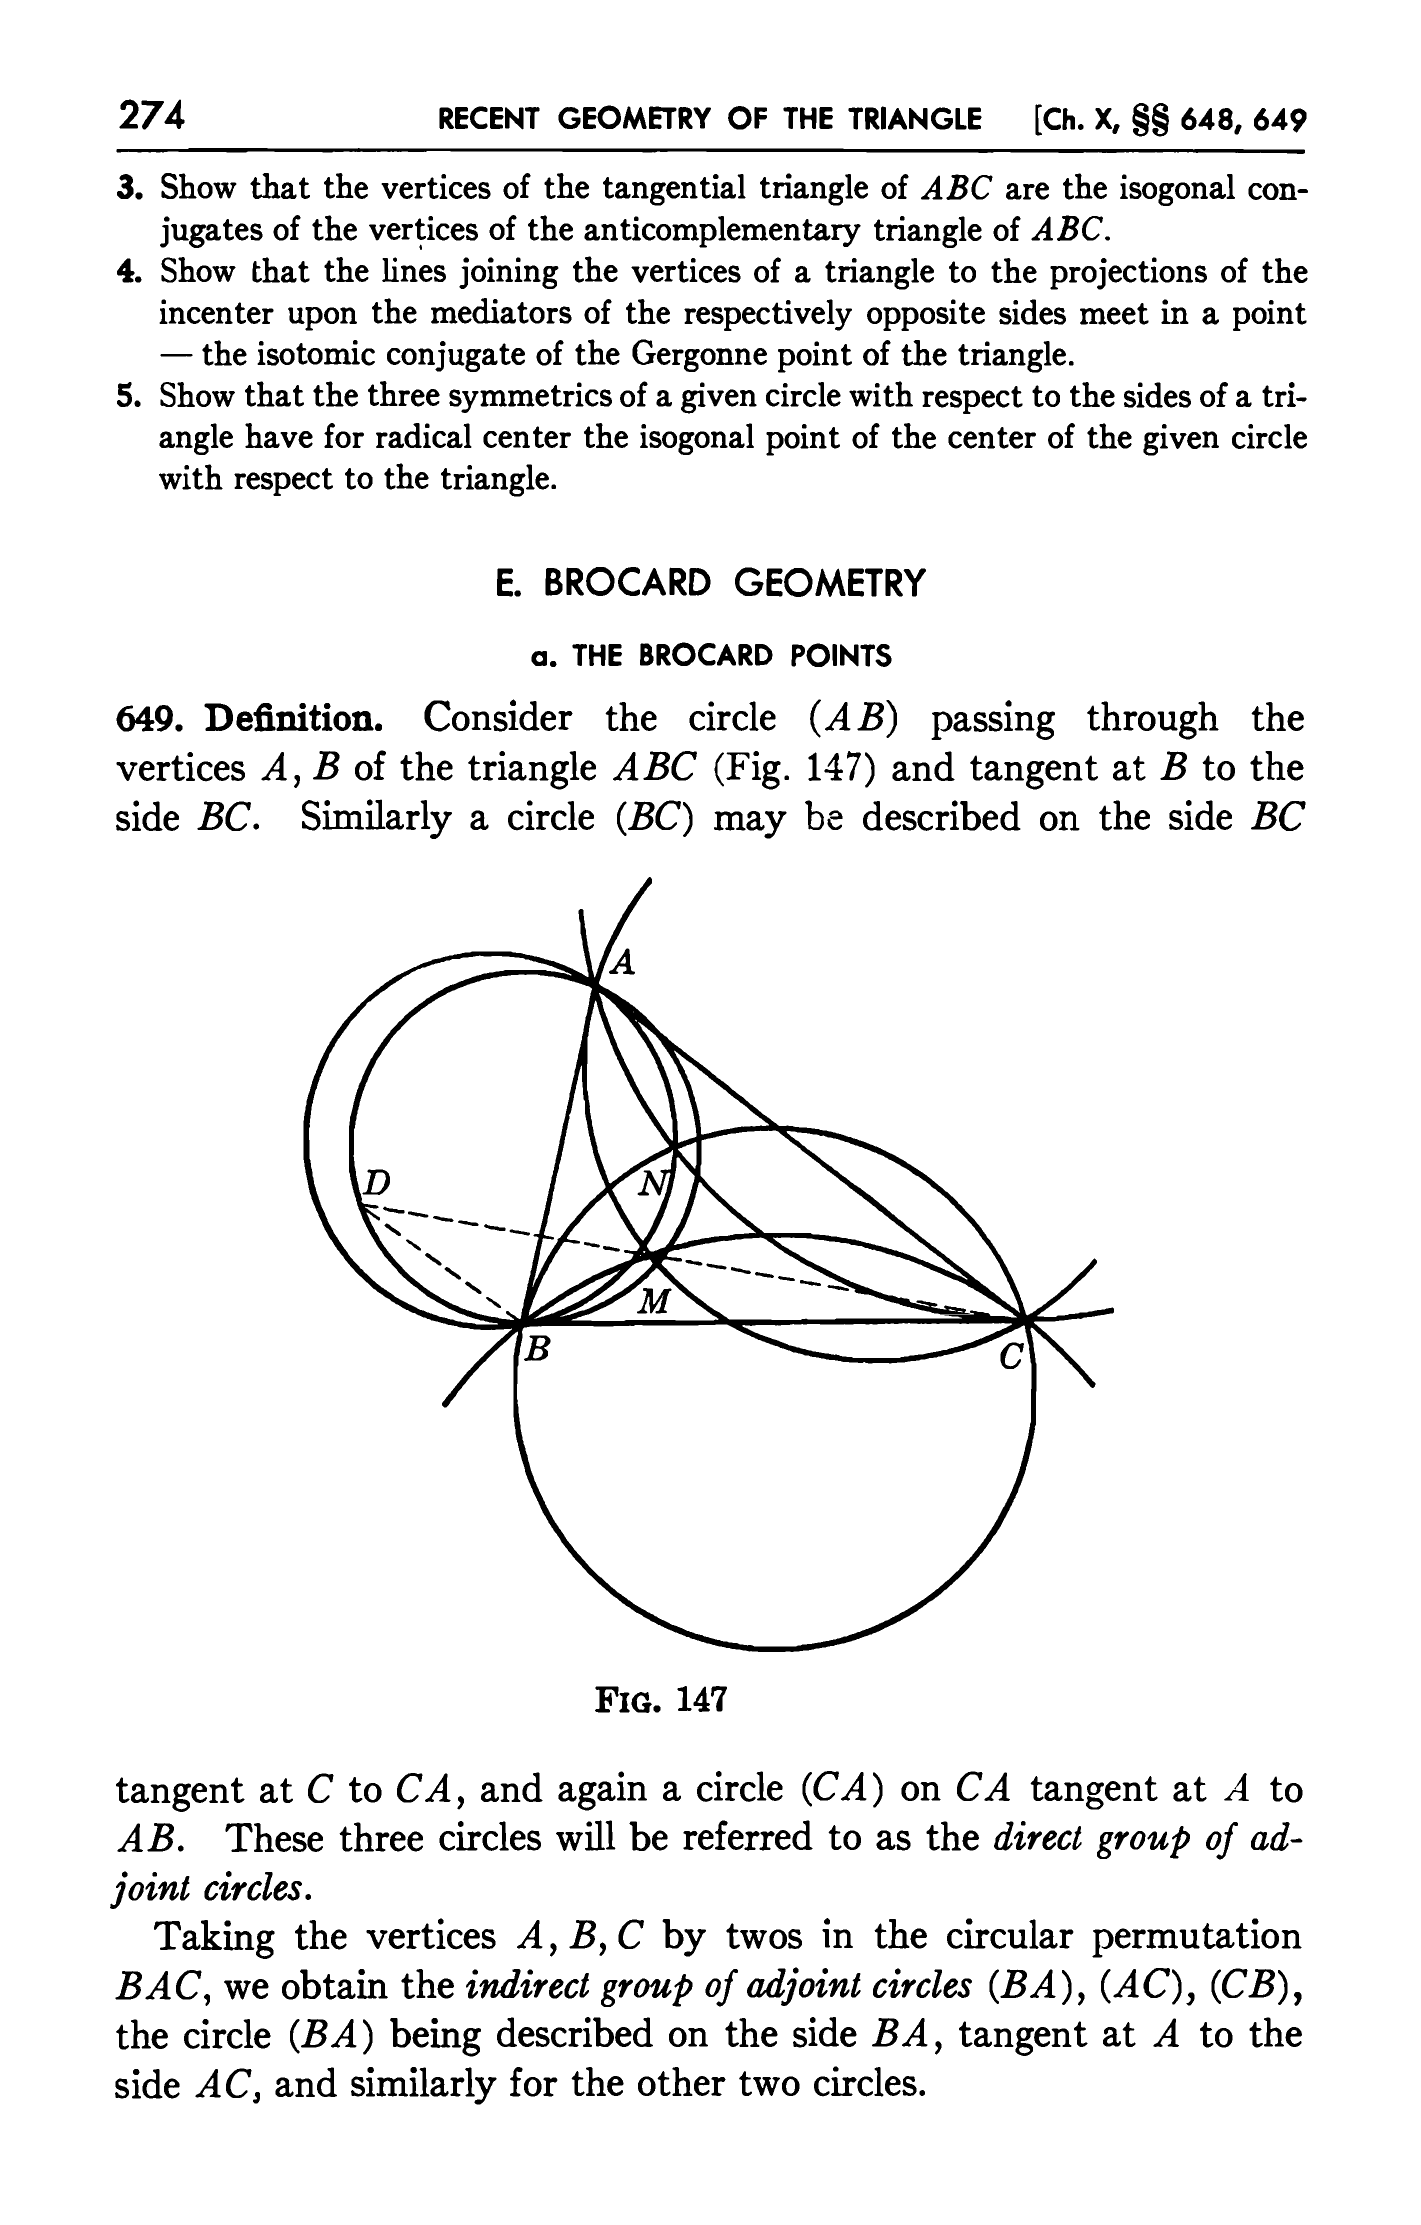 274 RECENT GEOMETRY OF THE TRIANGLE [Ch. X, §§ 648, 649
3. Show that the vertices of the tangential triangle of ABC are the isogonal con-
jugates of the vertices of the anticomplementary triangle of ABC.
4. Show that the lines joining the vertices of a triangle to the projections of the
incenter upon the mediators of the respectively opposite sides meet in a point
— the isotomic conjugate of the Gergonne point of the triangle.
5. Show that the three symmetrics of a given circle with respect to the sides of a tri-
angle have for radical center the isogonal point of the center of the given circle
with respect to the triangle.
E. BROCARD GEOMETRY
a. THE BROCARD POINTS
649. Definition. Consider the circle (AB) passing through the
vertices A, B of the triangle ABC (Fig. 147) and tangent at B to the
side BC. Similarly a circle (BC) may be described on the side BC
A
D
N
M
B
C
FIG. 147
tangent at C to CA, and again a circle (CA) on CA tangent at A to
AB. These three circles will be referred to as the direct group of ad-
joint circles.
Taking the vertices A, B, C by twos in the circular permutation
BAC, we obtain the indirect group of adjoint circles (BA), (AC), (CB),
the circle (BA) being described on the side BA, tangent at A to the
side AC, and similarly for the other two circles.